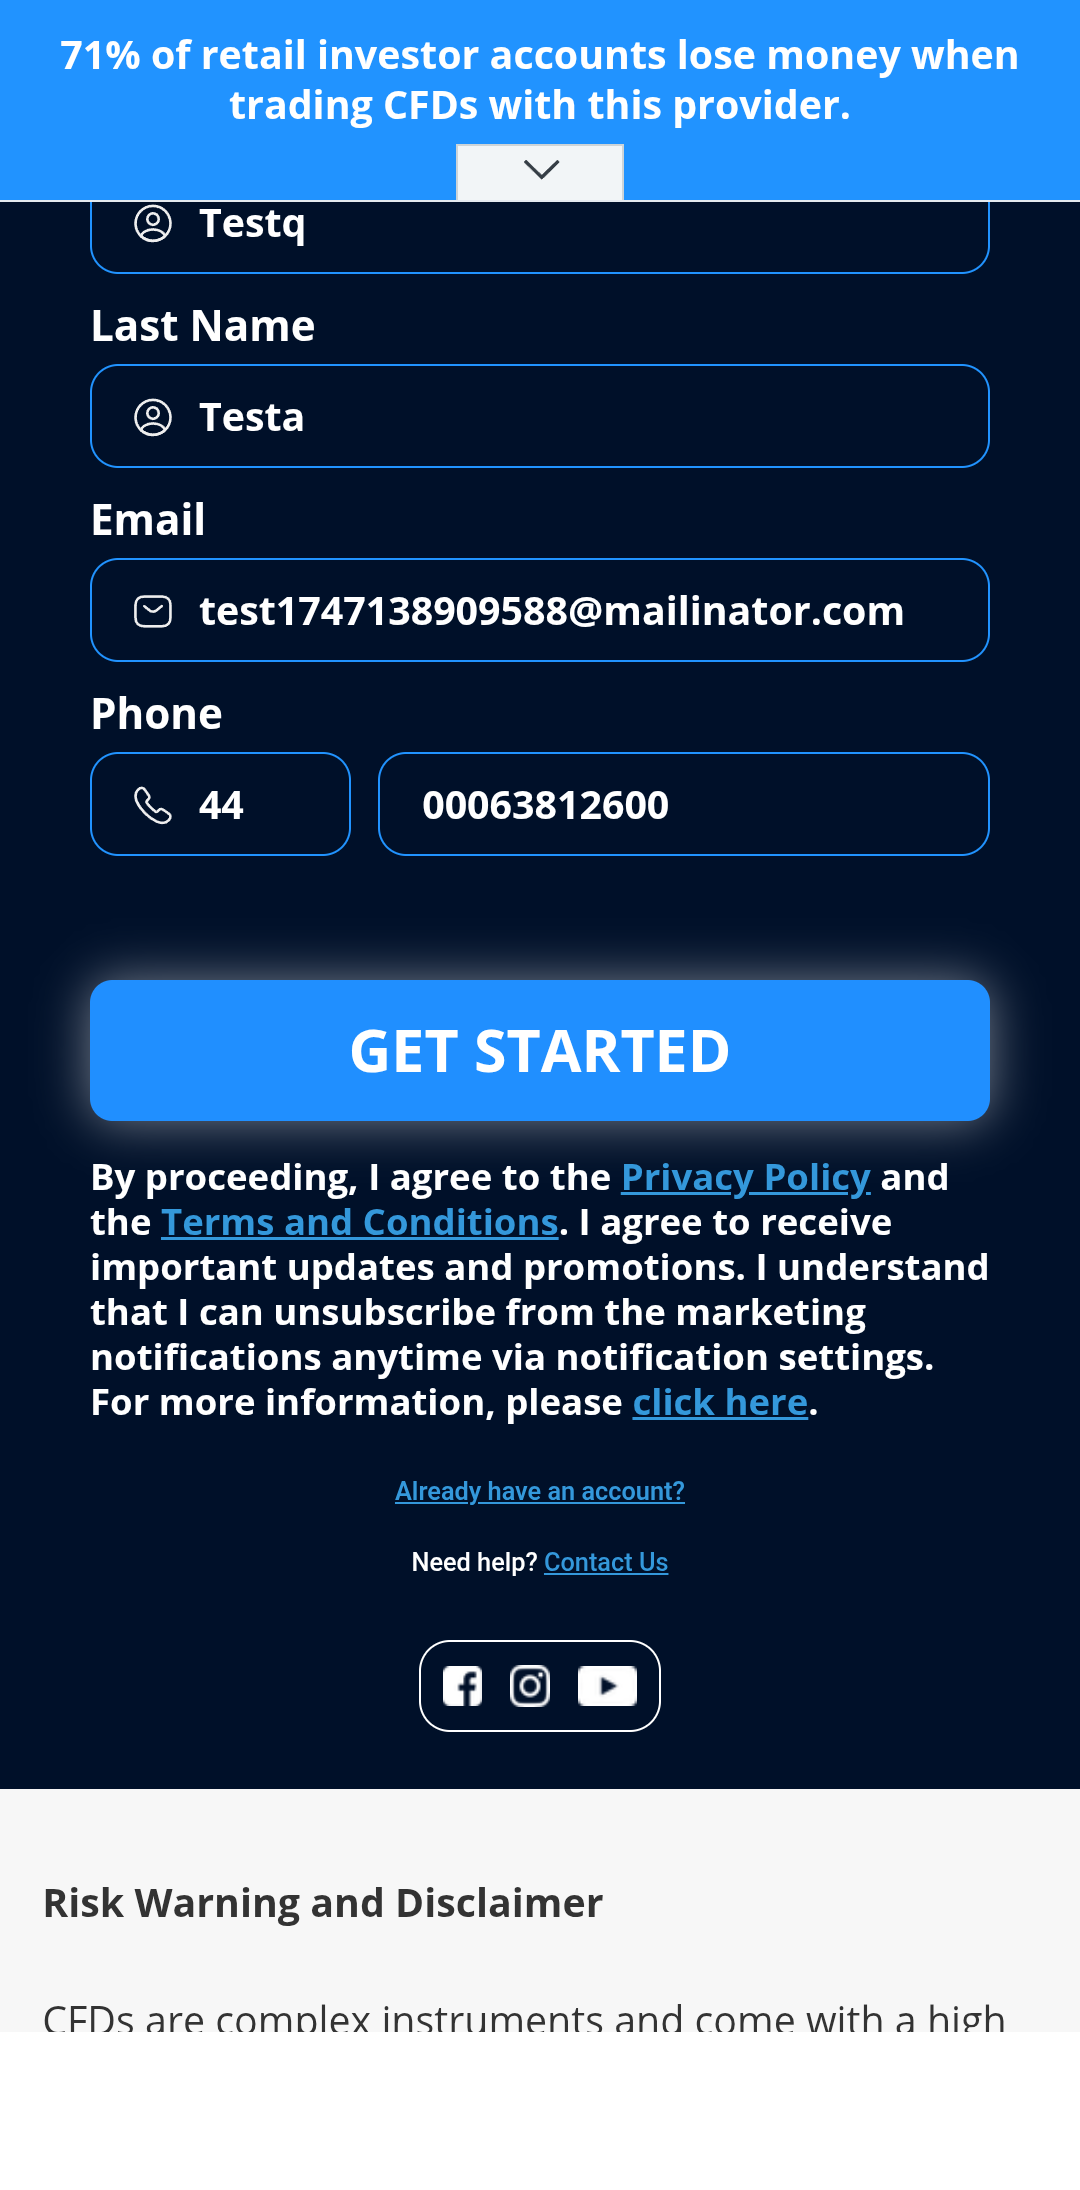 71% of retail investor accounts lose money when
trading CFDs with this provider.
Testq
Last Name
Testa
Email
test1747138909588@mailinator.com
Phone
44
00063812600
GET STARTED
By proceeding, I agree to the Privacy Policy and
the Terms and Conditions. I agree to receive
important updates and promotions. I understand
that I can unsubscribe from the marketing
notifications anytime via notification settings.
For more information, please click here.
Already have an account?
Need help? Contact Us
Risk Warning and Disclaimer
CFDs are complex instruments and come with a high